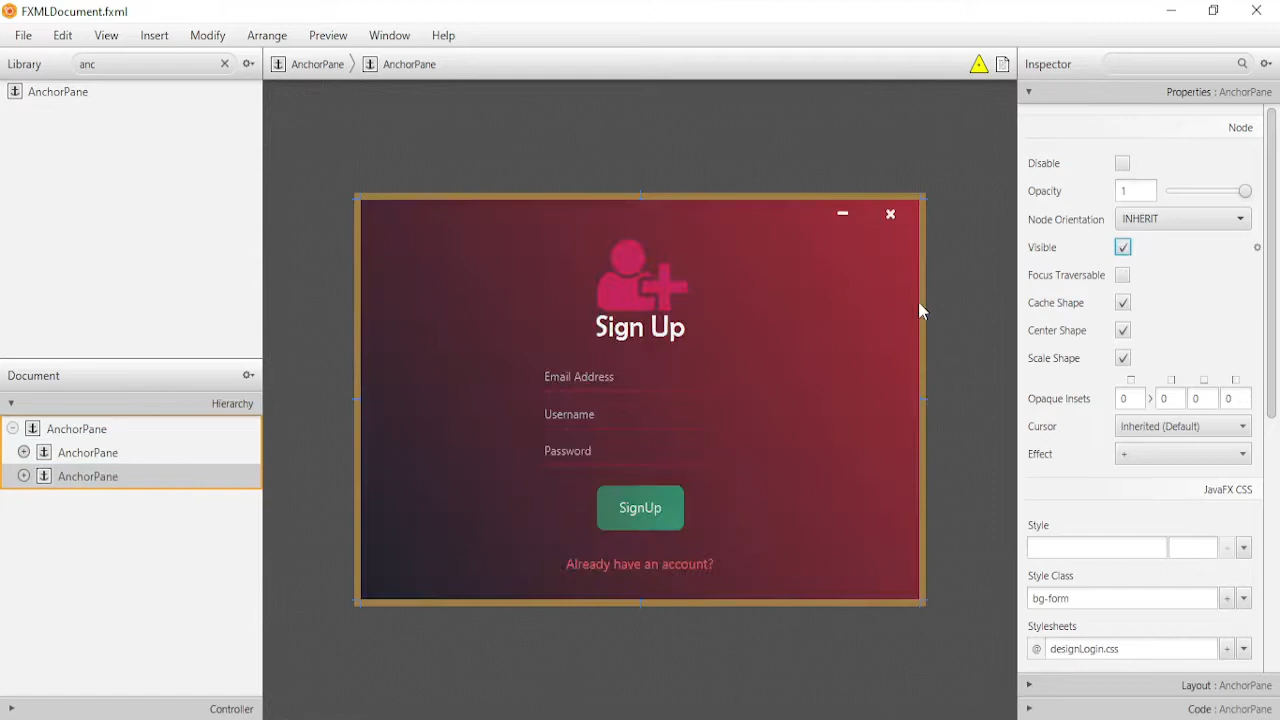 FXMLDocument.fxml
File Edit View Insert Modify Arrange Preview Window Help
Library anc
AnchorPane AnchorPane
Inspector
AnchorPane
Properties : AnchorPane
Node
Disable
Opacity 1
Node Orientation INHERIT
Visible
Focus Traversable
Cache Shape
Center Shape
Scale Shape
Opaque Insets 0 0 0 0
Cursor Inherited (Default)
Effect +
JavaFX CSS
Style
Style Class
bg-form
Stylesheets
@ designLogin.css
Layout : AnchorPane
Code : AnchorPane
Sign Up
Email Address
Username
Password
SignUp
Already have an account?
Document
Hierarchy
AnchorPane
AnchorPane
AnchorPane
Controller